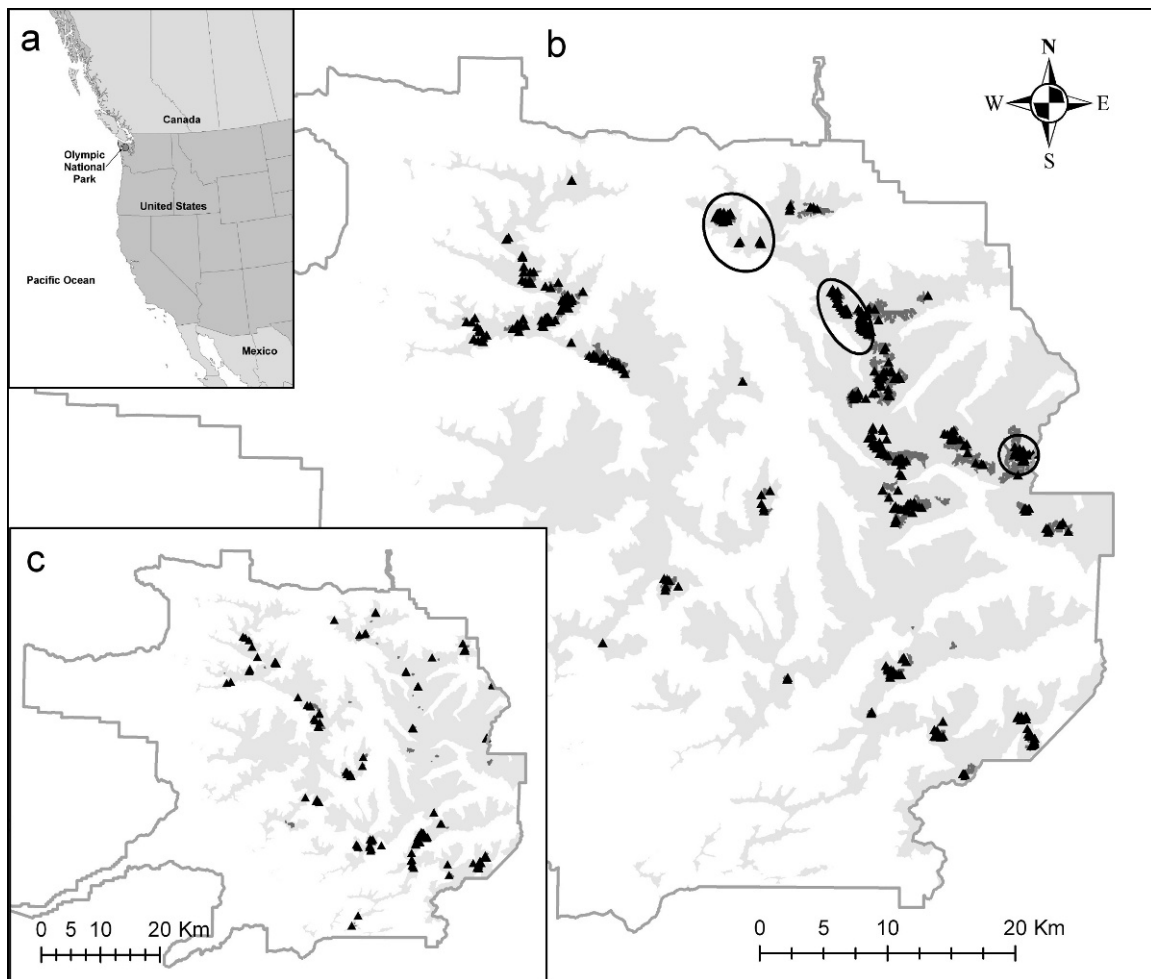 a
Canada
Olympic
National
Park
United States
Pacific Ocean
Mexico
b
N
W E
S
c
0 5 10 20 Km
0 5 10 20 Km